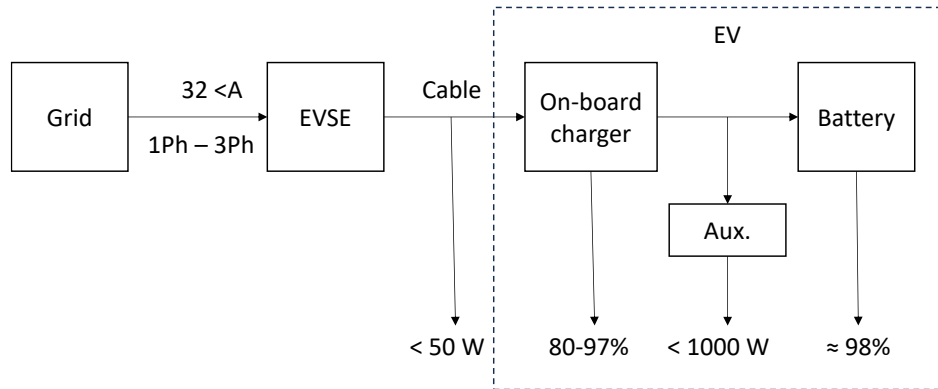 EV
Grid
32 <A
1Ph – 3Ph
EVSE
Cable
On-board
charger
Battery
Aux.
< 50 W
80-97%
< 1000 W
≈ 98%